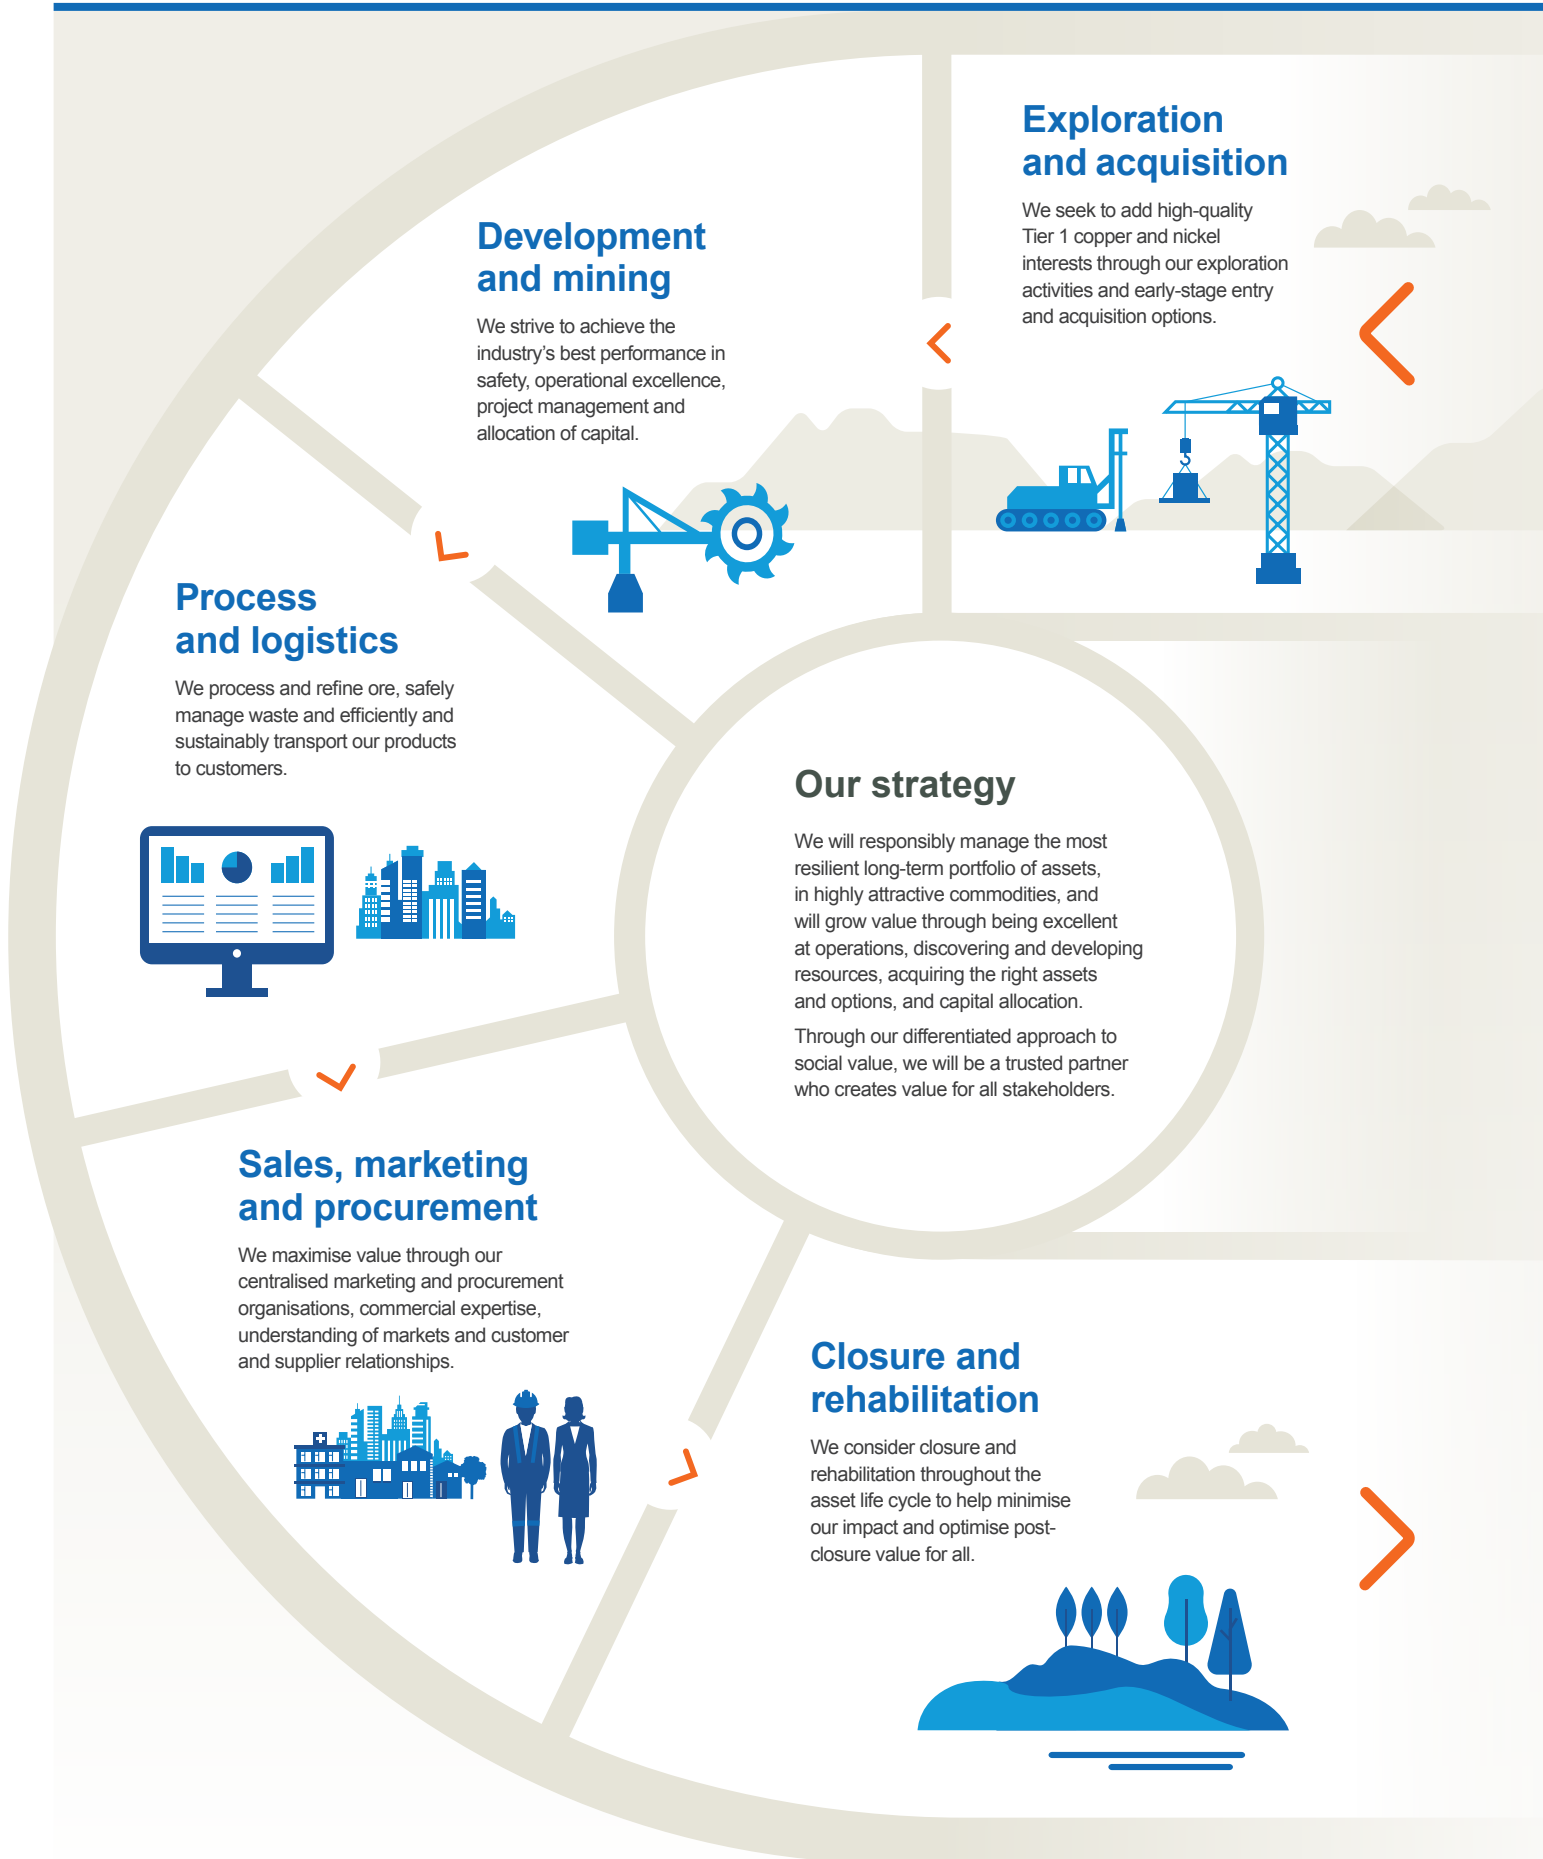 Exploration
and acquisition
We seek to add high-quality
Tier 1 copper and nickel
interests through our exploration
activities and early-stage entry
and acquisition options.
Development
and mining
We strive to achieve the
industry’s best performance in
safety, operational excellence,
project management and
allocation of capital.
Process
and logistics
We process and refine ore, safely
manage waste and efficiently and
sustainably transport our products
to customers.
Our strategy
We will responsibly manage the most
resilient long-term portfolio of assets,
in highly attractive commodities, and
will grow value through being excellent
at operations, discovering and developing
resources, acquiring the right assets
and options, and capital allocation.
Through our differentiated approach to
social value, we will be a trusted partner
who creates value for all stakeholders.
Sales, marketing
and procurement
We maximise value through our
centralised marketing and procurement
organisations, commercial expertise,
understanding of markets and customer
and supplier relationships.
Closure and
rehabilitation
We consider closure and
rehabilitation throughout the
asset life cycle to help minimise
our impact and optimise post-
closure value for all.